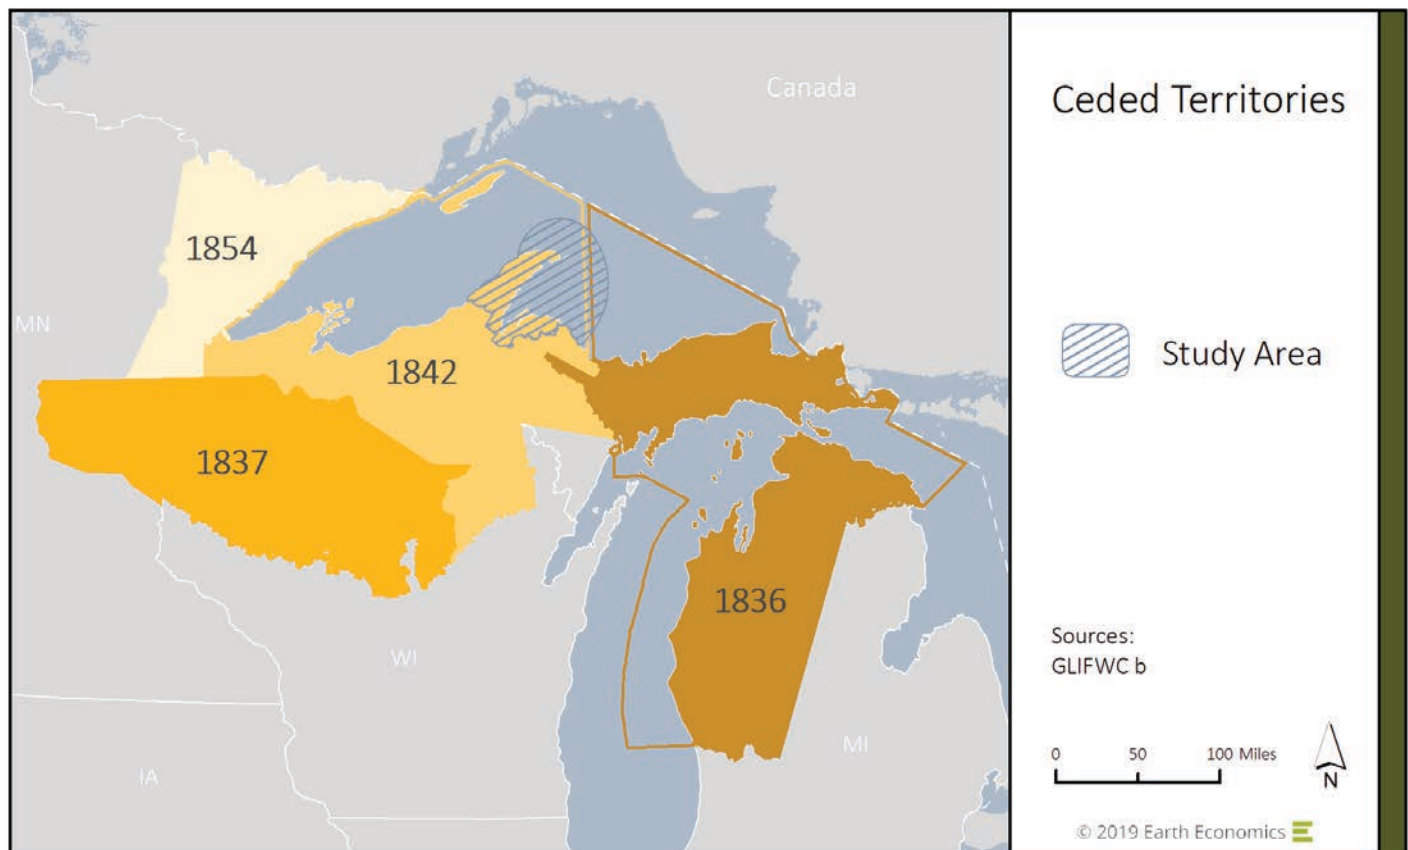 Canada
1854
MN
1842
1837
1836
WI
MI
IA
Ceded Territories
Study Area
Sources:
GLIFWC b
0 50 100 Miles
N
© 2019 Earth Economics